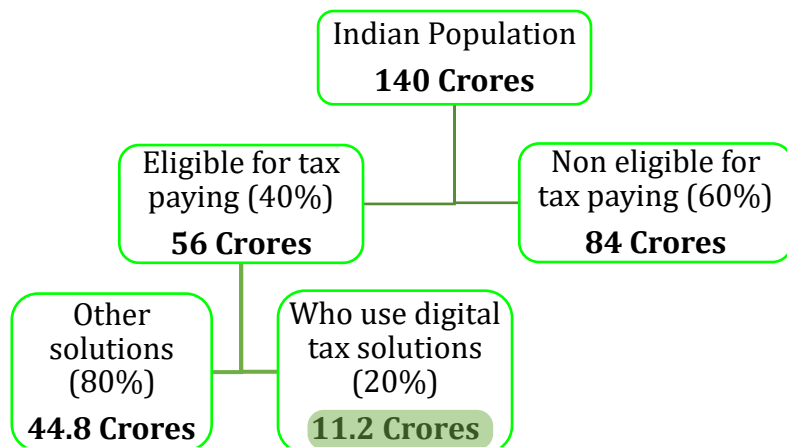 Indian Population
140 Crores
Eligible for tax
paying (40%)
56 Crores
Non eligible for
tax paying (60%)
84 Crores
Other
solutions
(80%)
44.8 Crores
Who use digital
tax solutions
(20%)
11.2 Crores